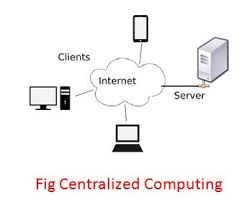 Clients
Internet
Server
Fig Centralized Computing